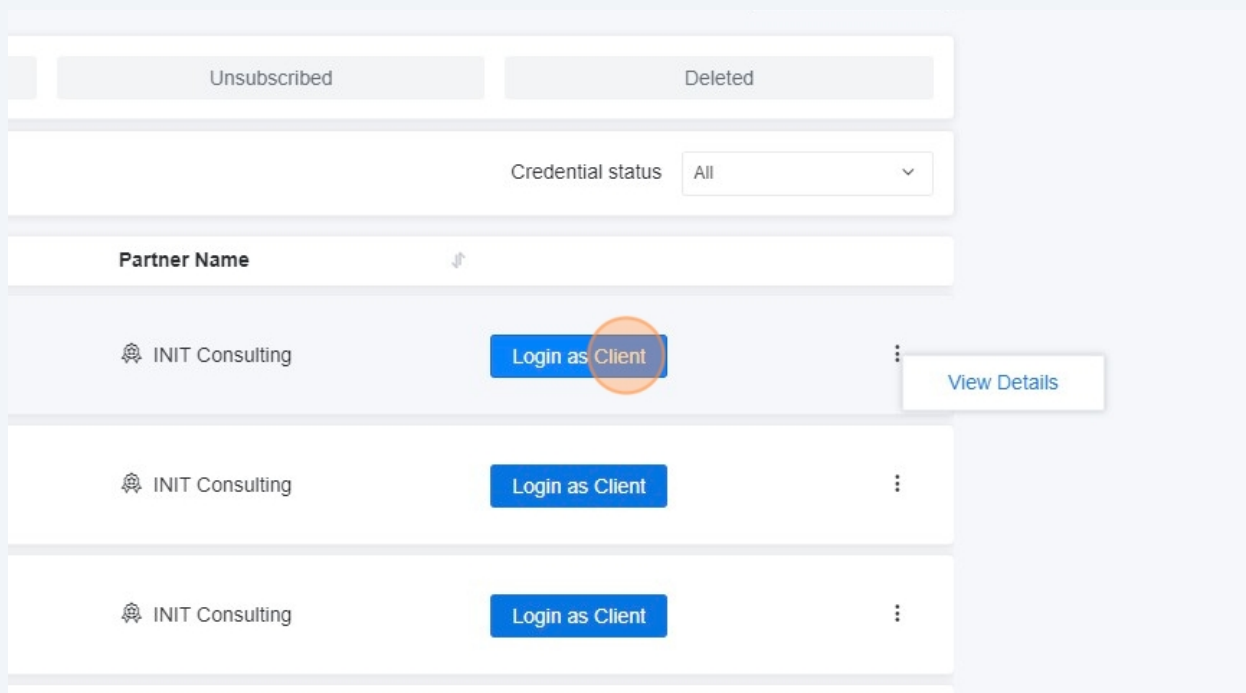 Unsubscribed Deleted
Credential status All
Partner Name
INIT Consulting Login as Client
View Details
INIT Consulting Login as Client
INIT Consulting Login as Client